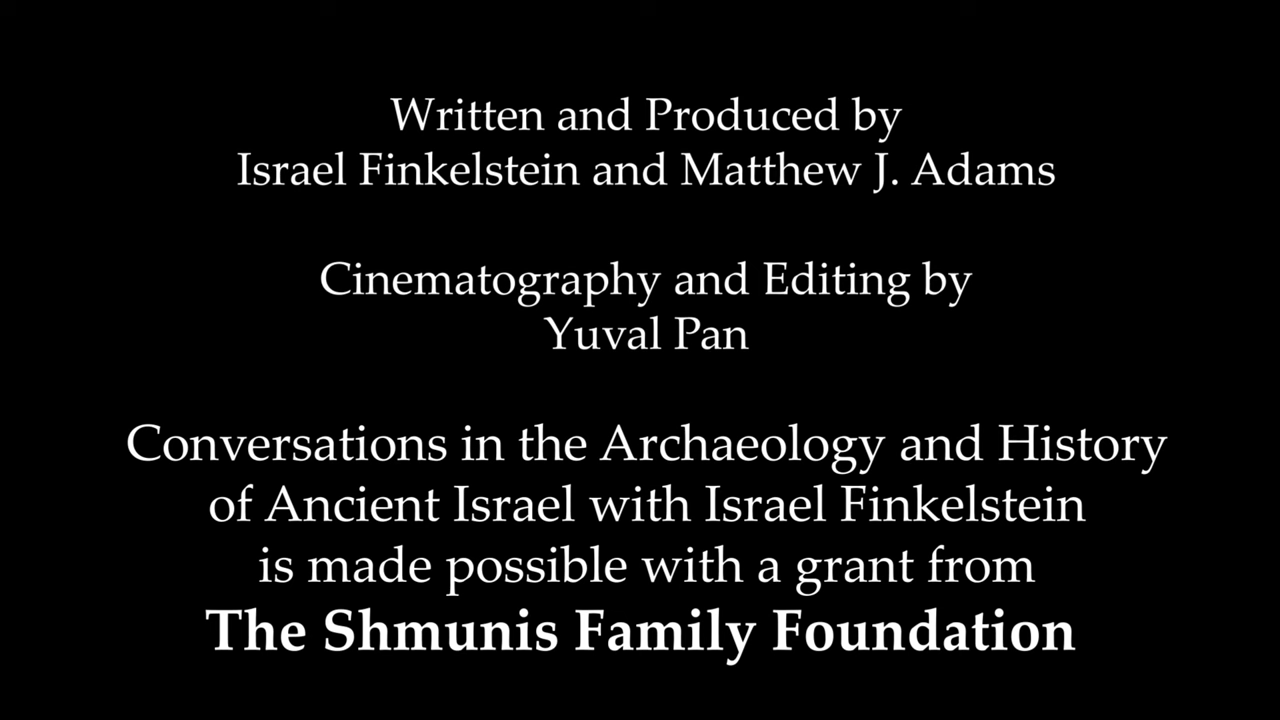 Written and Produced by
Israel Finkelstein and Matthew J. Adams
Cinematography and Editing by
Yuval Pan
Conversations in the Archaeology and History
of Ancient Israel with Israel Finkelstein
is made possible with a grant from
The Shmunis Family Foundation